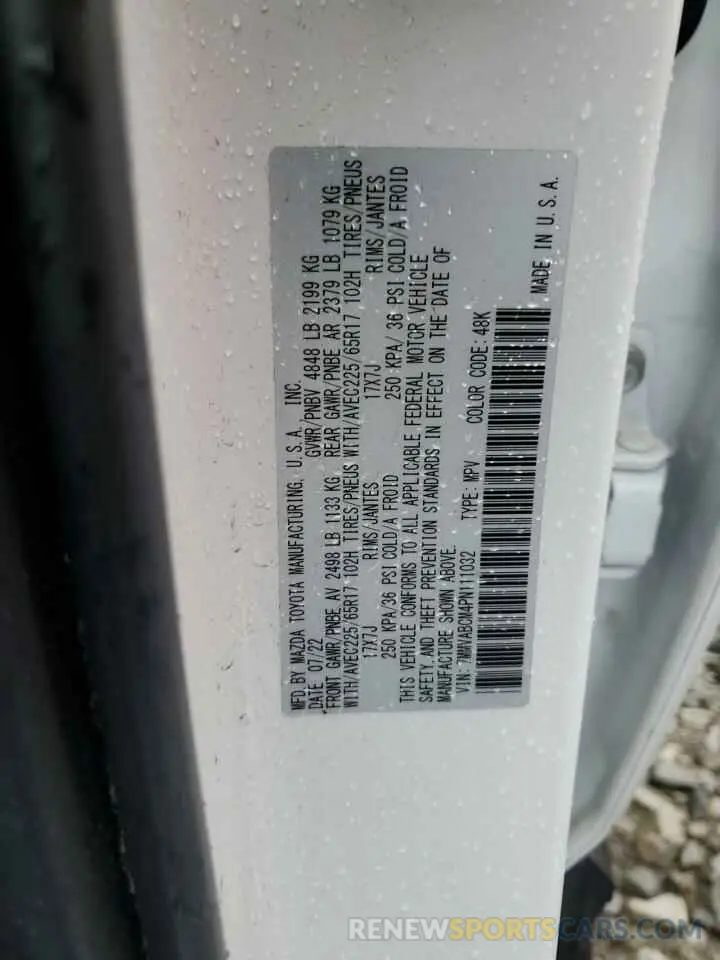 MFD.BY MAZDA TOYOTA MANUFACTURING, U.S.A. INC.
DATE 07/22 GVWR/PNBV 4848 LB 2199 KG
FRONT GAWR/PNBE AV 2498 LB 1133 KG REAR GAWR/PNBE AR 2379 LB 1079 KG
WITH/AVEC225/65R17 102H TIRES/PNEUS WITH/AVEC225/65R17 102H TIRES/PNEUS
17X7J RIMS/JANTES 17X7J RIMS/JANTES
250 KPA/36 PSI COLD/A FROID 250 KPA/ 36 PSI COLD/A FROID
THIS VEHICLE CONFORMS TO ALL APPLICABLE FEDERAL MOTOR VEHICLE
SAFETY, AND THEFT PREVENTION STANDARDS IN EFFECT ON THE DATE OF
MANUFACTURE SHOWN ABOVE.
VIN: 7MMVABCM4PN111032 TYPE: MPV COLOR CODE: 48K
MADE IN U.S.A.
RENEWSPORTSCARS.COM